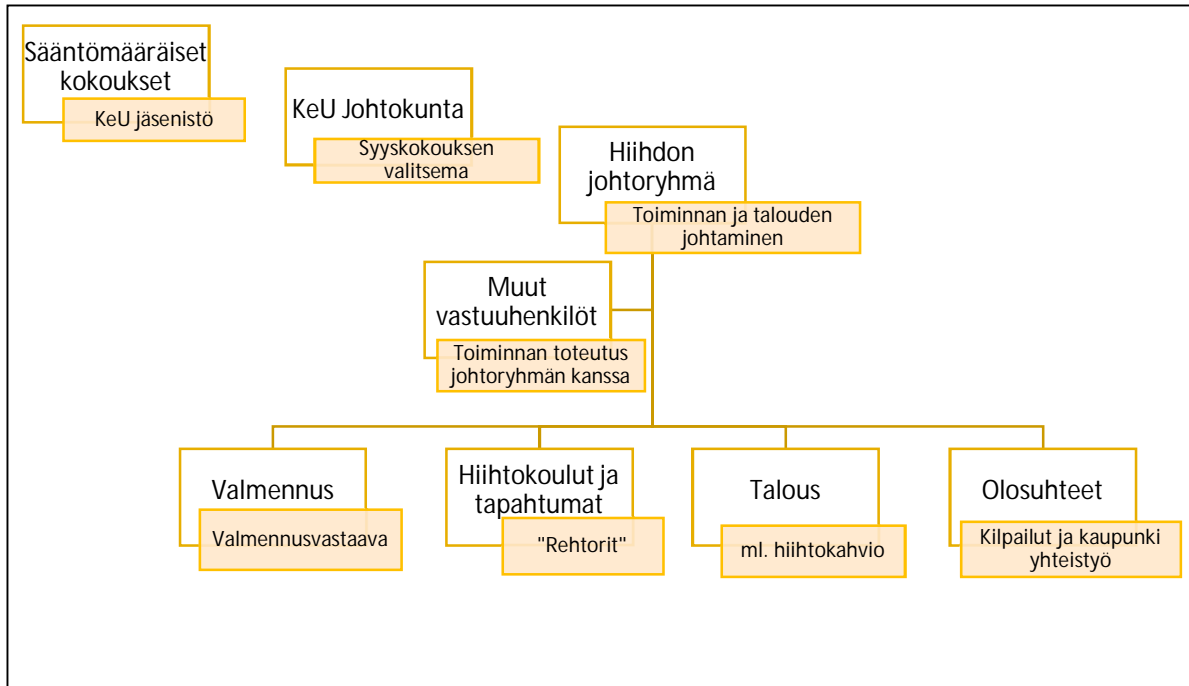 Sääntömääräiset
kokoukset
KeU jäsenistö
KeU Johtokunta
Syyskokouksen
valitsema
Hiihdon
johtoryhmä
Toiminnan ja talouden
johtaminen
Muut
vastuuhenkilöt
Toiminnan toteutus
johtoryhmän kanssa
Valmennus
Valmennusvastaava
Hiihtokoulut ja
tapahtumat
"Rehtorit"
Talous
ml. hiihtokahvio
Olosuhteet
Kilpailut ja kaupunki
yhteistyö